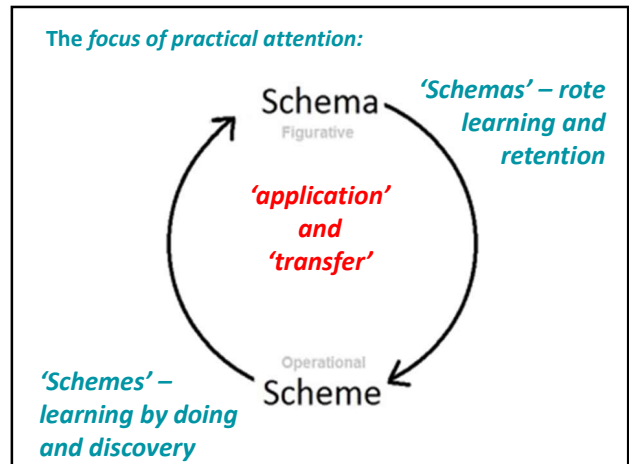 The focus of practical attention:
Schema
Figurative
‘Schemas’ – rote
learning and
retention
‘application’
and
‘transfer’
Operational
Scheme
‘Schemes’ –
learning by doing
and discovery